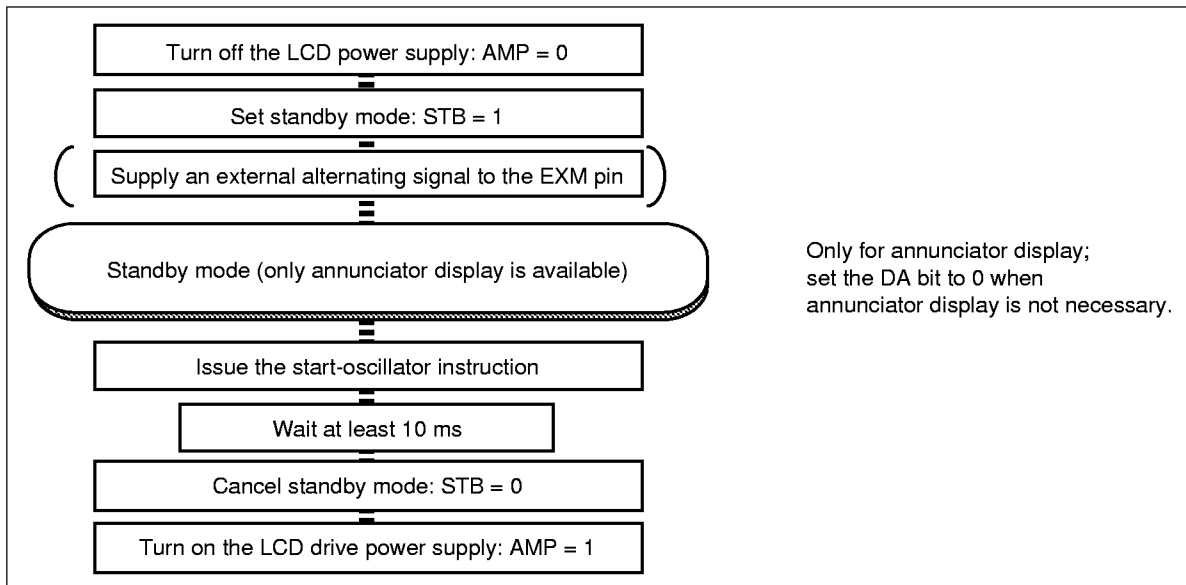 Turn off the LCD power supply: AMP = 0
Set standby mode: STB = 1
Supply an external alternating signal to the EXM pin
Standby mode (only annunciator display is available)
Only for annunciator display;
set the DA bit to 0 when
annunciator display is not necessary.
Issue the start-oscillator instruction
Wait at least 10 ms
Cancel standby mode: STB = 0
Turn on the LCD drive power supply: AMP = 1